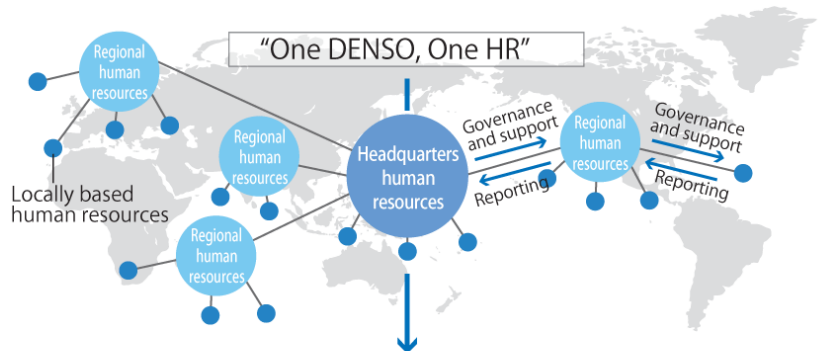 “One DENSO, One HR”
Regional
human
resources
Regional
human
resources
Regional
human
resources
Locally based
human resources
Headquarters
human
resources
Governance
and support
Reporting
Regional
human
resources
Governance
and support
Reporting